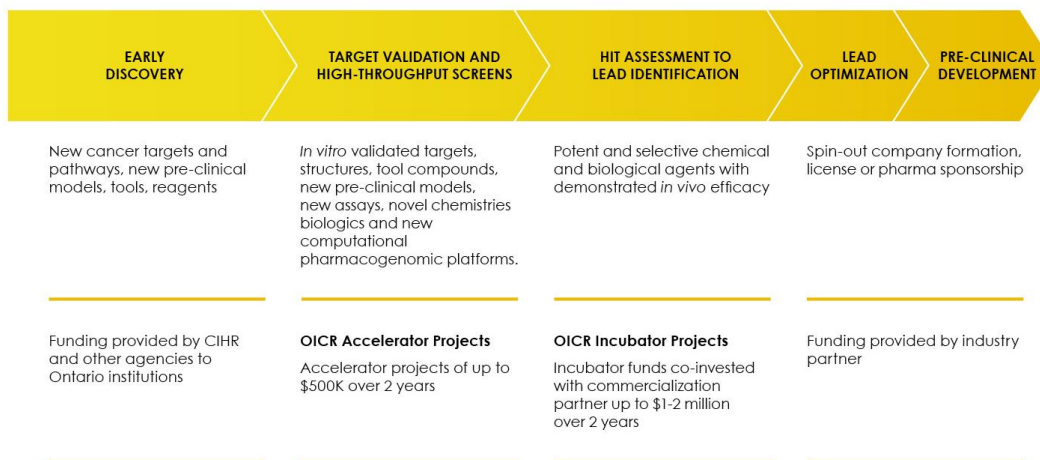 EARLY
DISCOVERY
TARGET VALIDATION AND
HIGH-THROUGHPUT SCREENS
HIT ASSESSMENT TO
LEAD IDENTIFICATION
LEAD
OPTIMIZATION
PRE-CLINICAL
DEVELOPMENT
New cancer targets and
pathways, new pre-clinical
models, tools, reagents
In vitro validated targets,
structures, tool compounds,
new pre-clinical models,
new assays, novel chemistries
biologics and new
computational
pharmacogenomic platforms.
Potent and selective chemical
and biological agents with
demonstrated in vivo efficacy
Spin-out company formation,
license or pharma sponsorship
Funding provided by CIHR
and other agencies to
Ontario institutions
OICR Accelerator Projects
Accelerator projects of up to
$500K over 2 years
OICR Incubator Projects
Incubator funds co-invested
with commercialization
partner up to $1-2 million
over 2 years
Funding provided by industry
partner